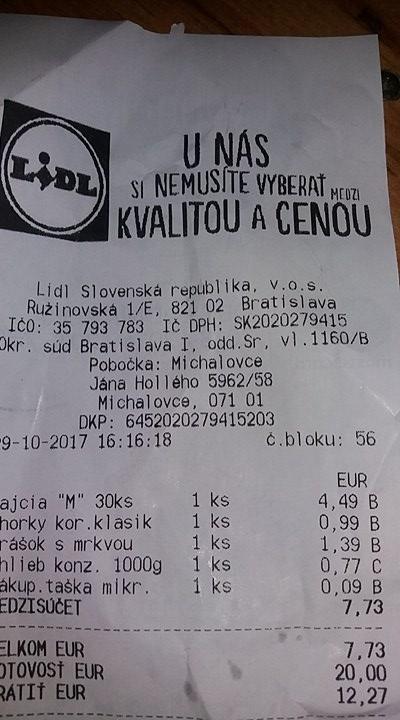 LIDL
U NÁS
SI NEMUSÍTE VYBERAŤ MEDZI
KVALITOU A CENOU
Lidl Slovenská republika, v.o.s.
Ružinovská 1/E, 821 02 Bratislava
IČO: 35 793 783 IČ DPH: SK2020279415
Okr. súd Bratislava I, odd.Sr, vl.1160/B
Pobočka: Michalovce
Jána Hollého 5962/58
Michalovce, 071 01
DKP: 6452020279415203
29-10-2017 16:16:18 č.bloku: 56
EUR
ajcia "M" 30ks 1 ks 4,49 B
horky kor.klasik 1 ks 0,99 B
rášok s mrkvou 1 ks 1,39 B
hlieb konz. 1000g 1 ks 0,77 C
ákup.taška mikr. 1 ks 0,09 B
EDZISÚČET 7,73
ELKOM EUR 7,73
OTOVOSŤ EUR 20,00
RÁTIŤ EUR 12,27